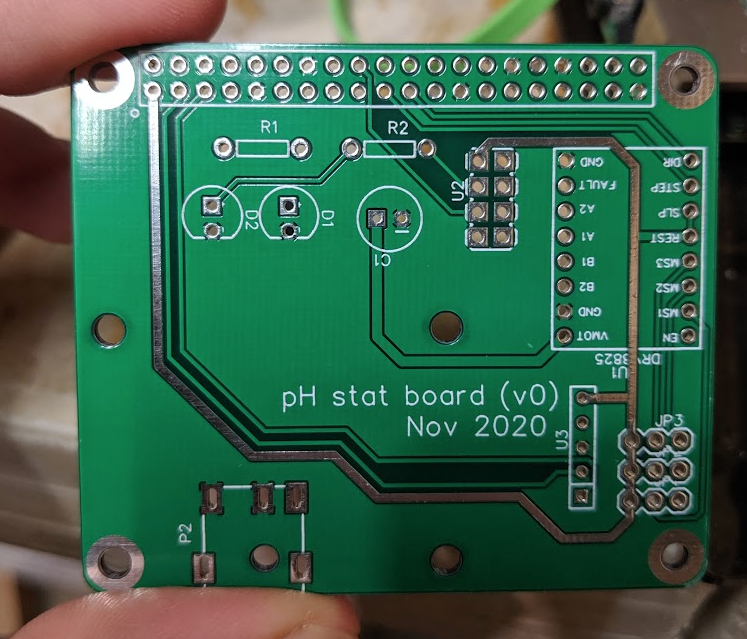 R1
R2
U2
D2
D1
C1
GND
FAULT
A2
A1
B1
B2
GND
VMOT
DIR
STEP
SLP
REST
MS3
MS2
MS1
EN
U1
pH stat board (v0)
Nov 2020
U3
JP3
P2